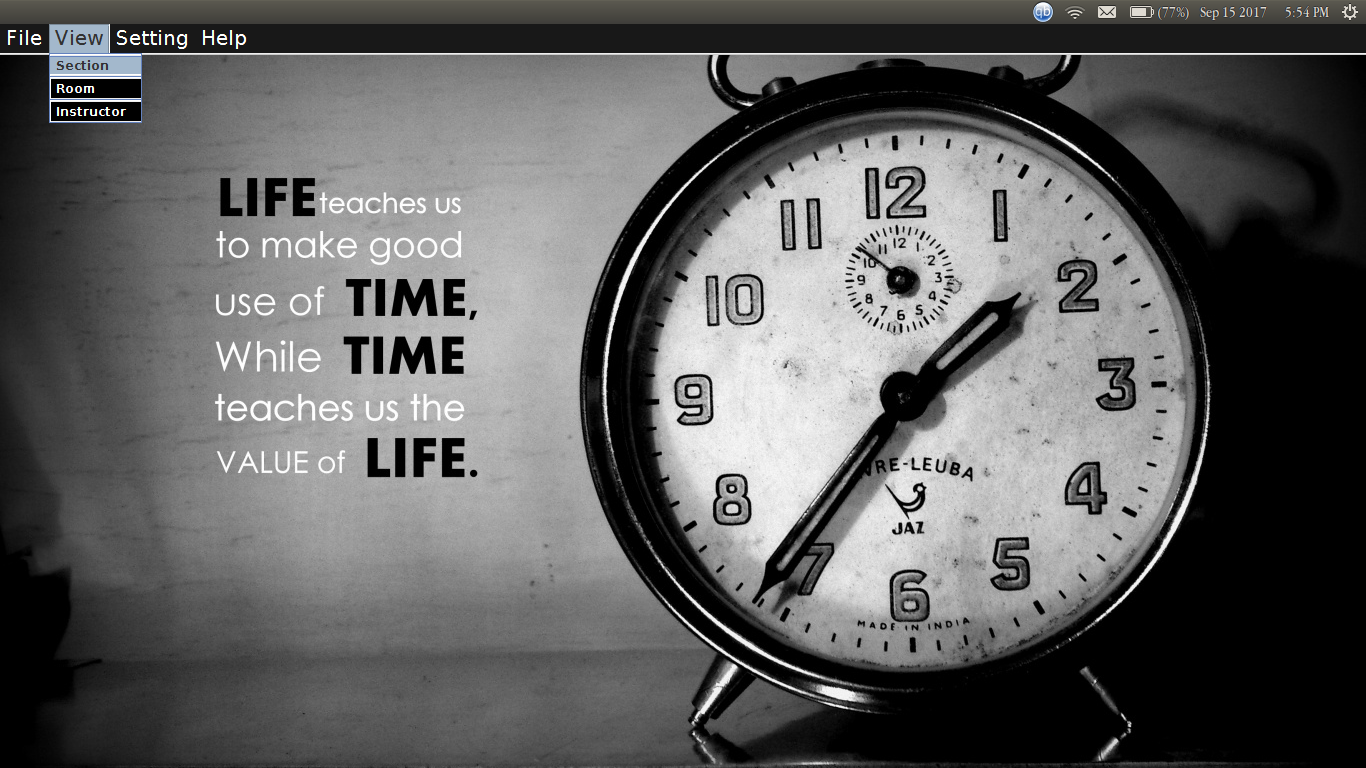 gb (77%) Sep 15 2017 5:54 PM
File View Setting Help
Section
Room
Instructor
LIFE teaches us
to make good
use of TIME,
While TIME
teaches us the
VALUE of LIFE.
12
1
2
3
4
5
6
7
8
9
10
11
12
1
2
3
4
5
6
7
8
9
10
11
VRE-LEUBA
JAZ
MADE IN INDIA